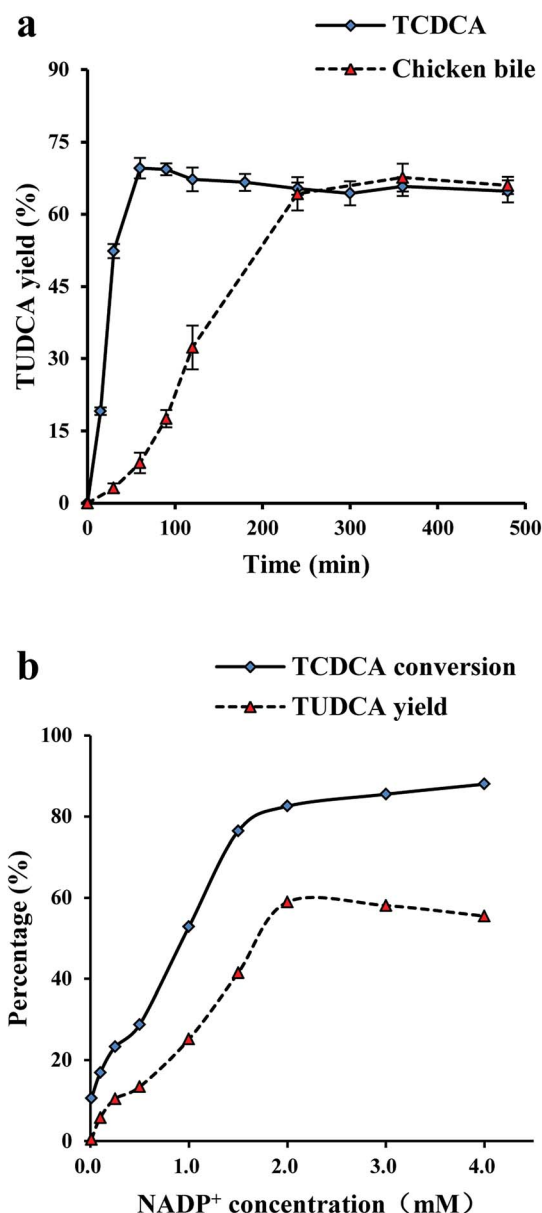 a
TCDCA
Chicken bile
90
75
60
45
30
15
0
TUDCA yield (%)
0 100 200 300 400 500
Time (min)
b
TCDCA conversion
TUDCA yield
100
80
60
40
20
0
Percentage (%)
0.0 1.0 2.0 3.0 4.0
NADP⁺ concentration（mM）